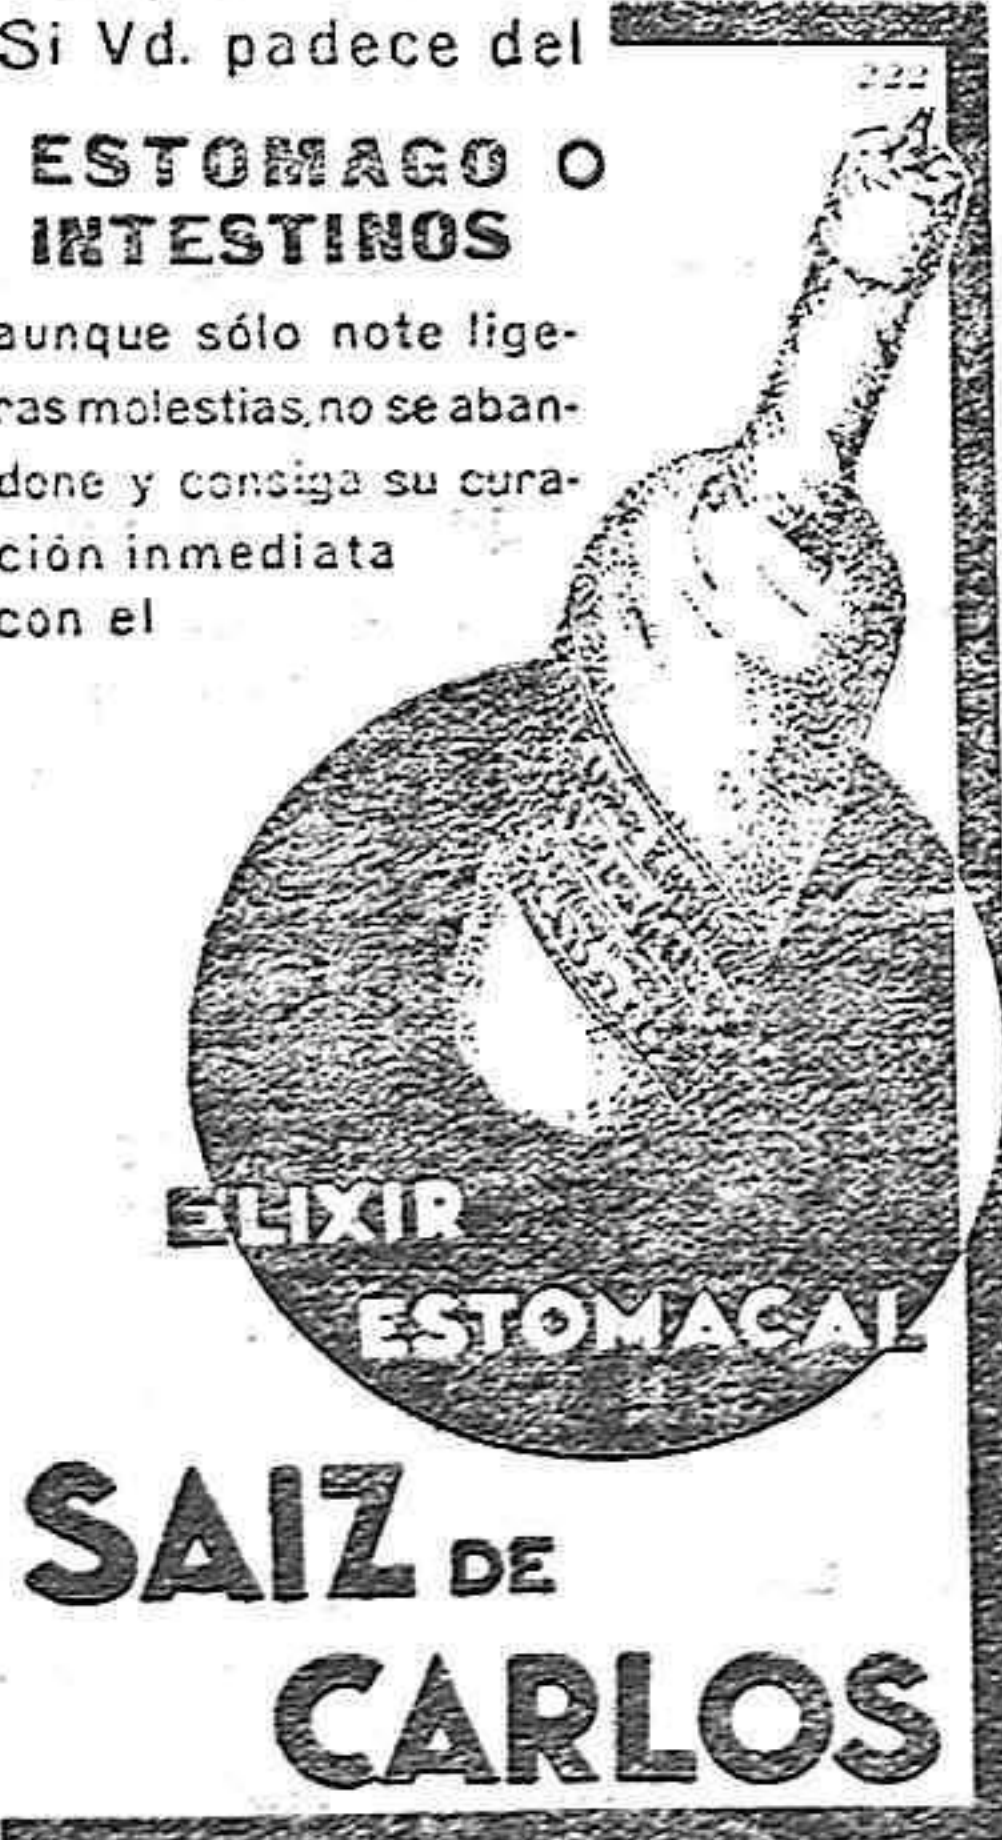 Si Vd. padece del
222
ESTOMAGO O
INTESTINOS
aunque sólo note lige-
ras molestias, no se aban-
done y consiga su cura-
ción inmediata
con el
ELIXIR
ESTOMACAL
SAIZ DE
CARLOS